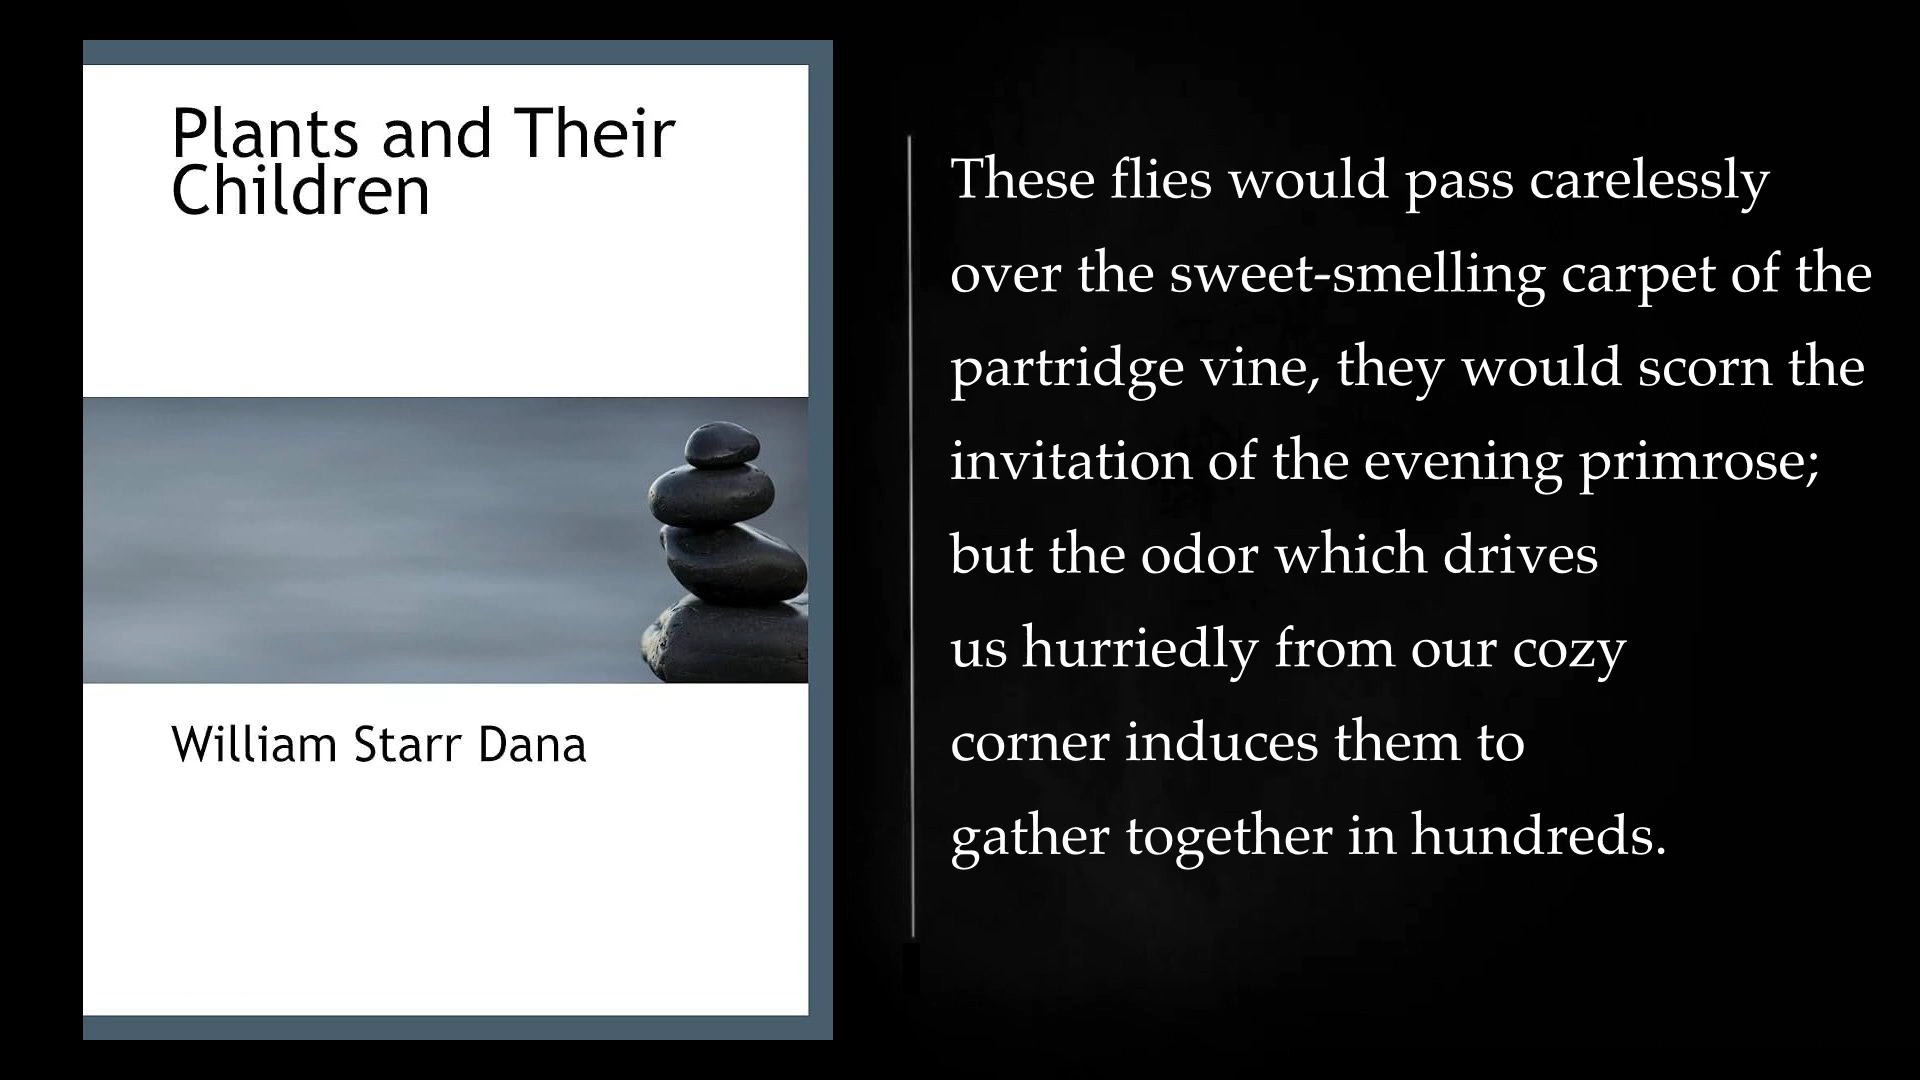 Plants and Their
Children
William Starr Dana
These flies would pass carelessly
over the sweet-smelling carpet of the
partridge vine, they would scorn the
invitation of the evening primrose;
but the odor which drives
us hurriedly from our cozy
corner induces them to
gather together in hundreds.